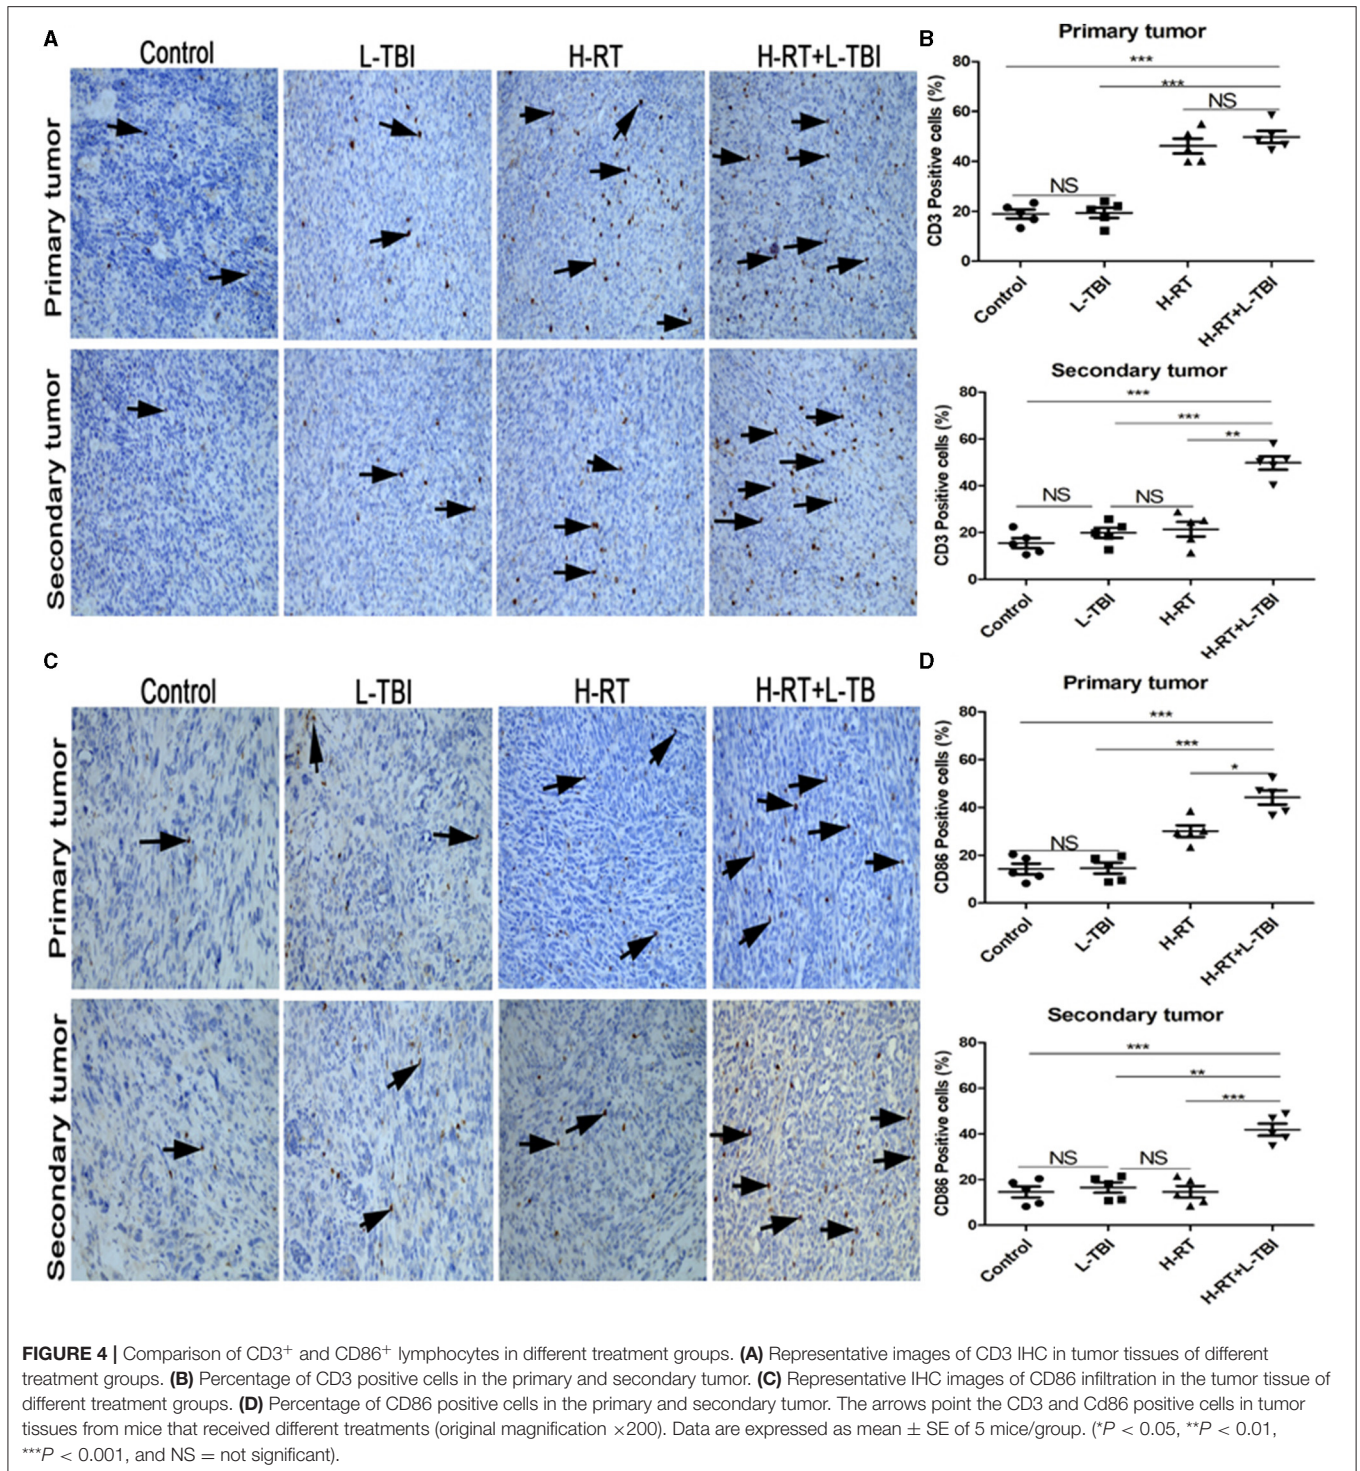 A
Control
L-TBI
H-RT
H-RT+L-TBI
Primary tumor
Secondary tumor
B
Primary tumor
CD3 Positive cells (%)
80
60
40
20
0
***
***
NS
NS
Control
L-TBI
H-RT
H-RT+L-TBI
Secondary tumor
CD3 Positive cells (%)
80
60
40
20
0
***
***
**
NS
NS
Control
L-TBI
H-RT
H-RT+L-TBI
C
Control
L-TBI
H-RT
H-RT+L-TB
Primary tumor
Secondary tumor
D
Primary tumor
CD86 Positive cells (%)
80
60
40
20
0
***
***
*
NS
Control
L-TBI
H-RT
H-RT+L-TBI
Secondary tumor
CD86 Positive cells (%)
80
60
40
20
0
***
**
***
NS
NS
Control
L-TBI
H-RT
H-RT+L-TBI
FIGURE 4 | Comparison of CD3⁺ and CD86⁺ lymphocytes in different treatment groups. (A) Representative images of CD3 IHC in tumor tissues of different
treatment groups. (B) Percentage of CD3 positive cells in the primary and secondary tumor. (C) Representative IHC images of CD86 infiltration in the tumor tissue of
different treatment groups. (D) Percentage of CD86 positive cells in the primary and secondary tumor. The arrows point the CD3 and Cd86 positive cells in tumor
tissues from mice that received different treatments (original magnification ×200). Data are expressed as mean ± SE of 5 mice/group. (*P < 0.05, **P < 0.01,
***P < 0.001, and NS = not significant).